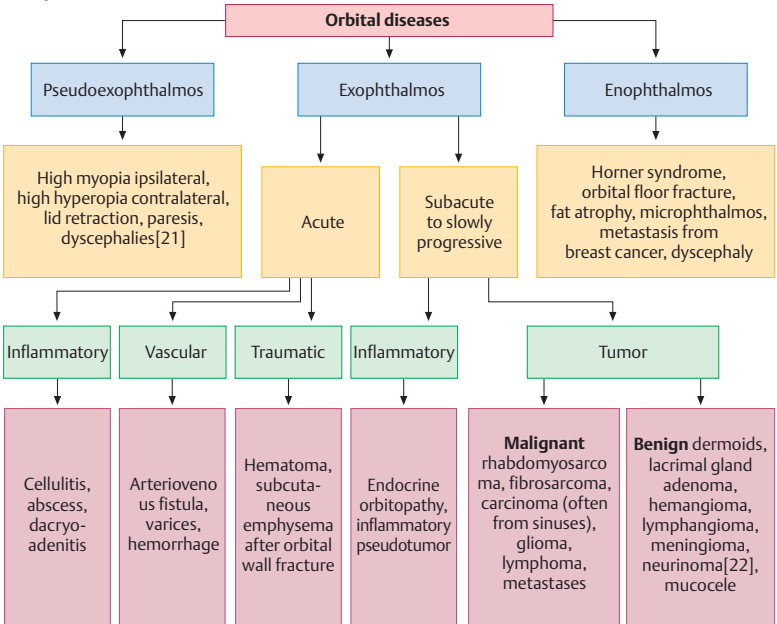 Orbital diseases
Pseudoexophthalmos
Exophthalmos
Enophthalmos
High myopia ipsilateral,
high hyperopia contralateral,
lid retraction, paresis,
dyscephalies[21]
Acute
Subacute
to slowly
progressive
Horner syndrome,
orbital floor fracture,
fat atrophy, microphthalmos,
metastasis from
breast cancer, dyscephaly
Inflammatory
Vascular
Traumatic
Inflammatory
Tumor
Cellulitis,
abscess,
dacryo-
adenitis
Arterioveno
us fistula,
varices,
hemorrhage
Hematoma,
subcuta-
neous
emphysema
after orbital
wall fracture
Endocrine
orbitopathy,
inflammatory
pseudotumor
Malignant
rhabdomyosarco
ma, fibrosarcoma,
carcinoma (often
from sinuses),
glioma,
lymphoma,
metastases
Benign dermoids,
lacrimal gland
adenoma,
hemangioma,
lymphangioma,
meningioma,
neurinoma[22],
mucocele